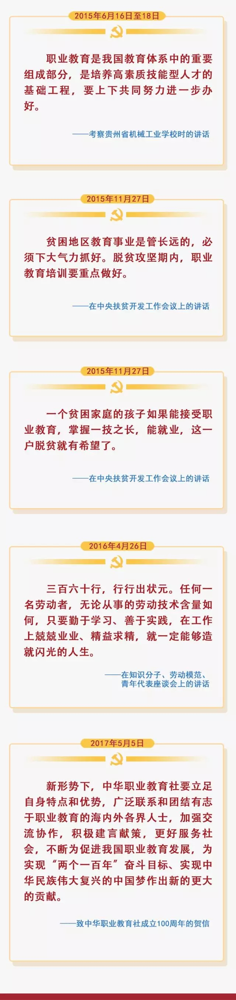 2015年6月16日至18日
职业教育是我国教育体系中的重要
组成部分，是培养高素质技能型人才的
基础工程，要上下共同努力进一步办
好。
——考察贵州省机械工业学校时的讲话
2015年11月27日
贫困地区教育事业是管长远的，必
须下大气力抓好。脱贫攻坚期内，职业
教育培训要重点做好。
——在中央扶贫开发工作会议上的讲话
2015年11月27日
一个贫困家庭的孩子如果能接受职
业教育，掌握一技之长，能就业，这一
户脱贫就有希望了。
——在中央扶贫开发工作会议上的讲话
2016年4月26日
三百六十行，行行出状元。任何一
名劳动者，无论从事的劳动技术含量如
何，只要勤于学习、善于实践，在工作
上兢兢业业、精益求精，就一定能够造
就闪光的人生。
——在知识分子、劳动模范、
青年代表座谈会上的讲话
2017年5月5日
新形势下，中华职业教育社要立足
自身特点和优势，广泛联系和团结有志
于职业教育的海内外各界人士，加强交
流协作，积极建言献策，更好服务社
会，不断为促进我国职业教育发展，为
实现“两个一百年”奋斗目标、实现中
华民族伟大复兴的中国梦作出新的更大
的贡献。
——致中华职业教育社成立100周年的贺信